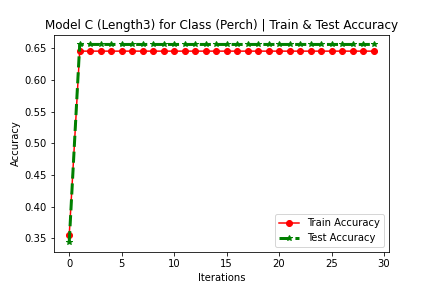 Model C (Length3) for Class (Perch) | Train & Test Accuracy
0.65
0.60
0.55
0.50
0.45
0.40
0.35
Accuracy
0 5 10 15 20 25 30
Iterations
Train Accuracy
Test Accuracy